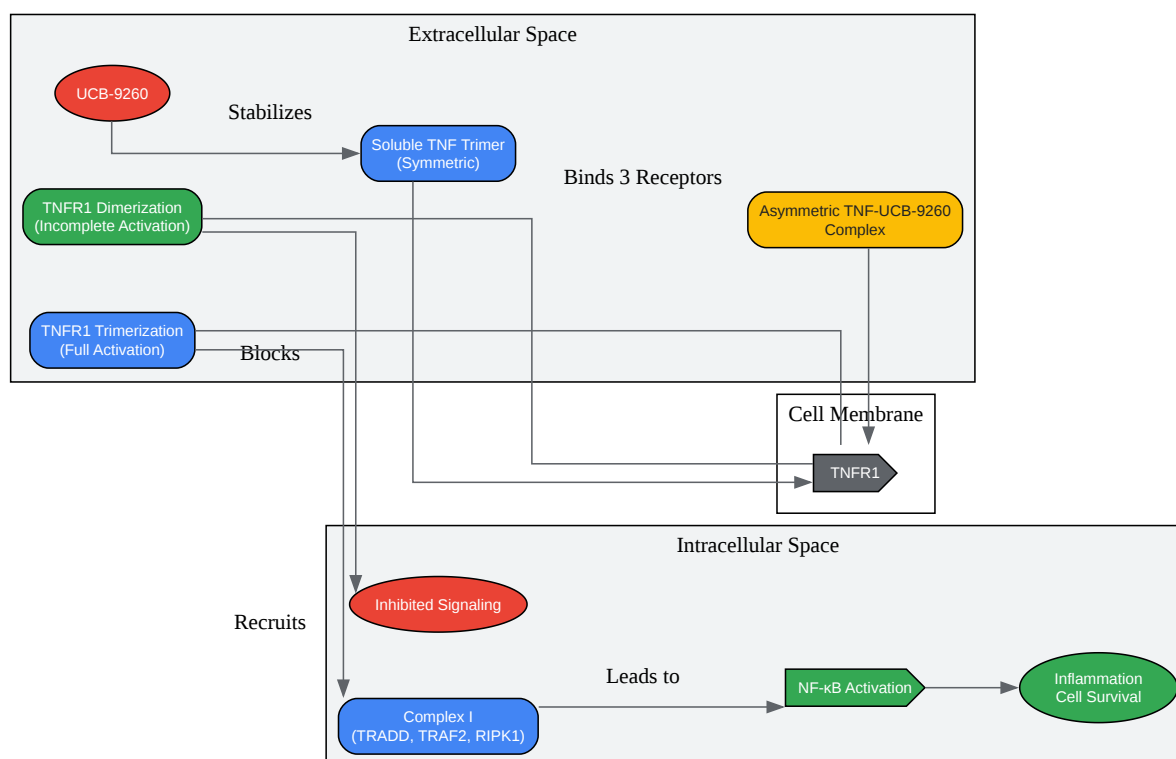 Extracellular Space
UCB-9260
Stabilizes
Soluble TNF Trimer
(Symmetric)
Binds 3 Receptors
TNFR1 Dimerization
(Incomplete Activation)
Asymmetric TNF-UCB-9260
Complex
TNFR1 Trimerization
(Full Activation)
Blocks
Cell Membrane
TNFR1
Intracellular Space
Inhibited Signaling
Recruits
Leads to
NF-κB Activation
Inflammation
Cell Survival
Complex I
(TRADD, TRAF2, RIPK1)